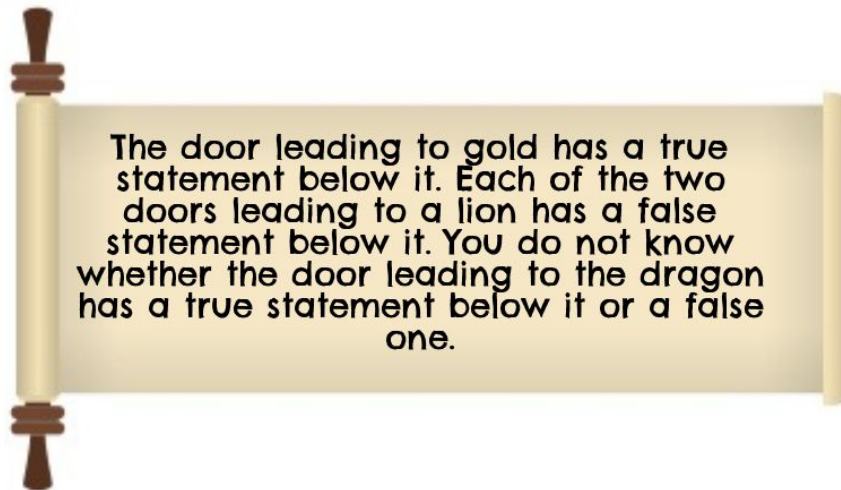 The door leading to gold has a true
statement below it. Each of the two
doors leading to a lion has a false
statement below it. You do not know
whether the door leading to the dragon
has a true statement below it or a false
one.